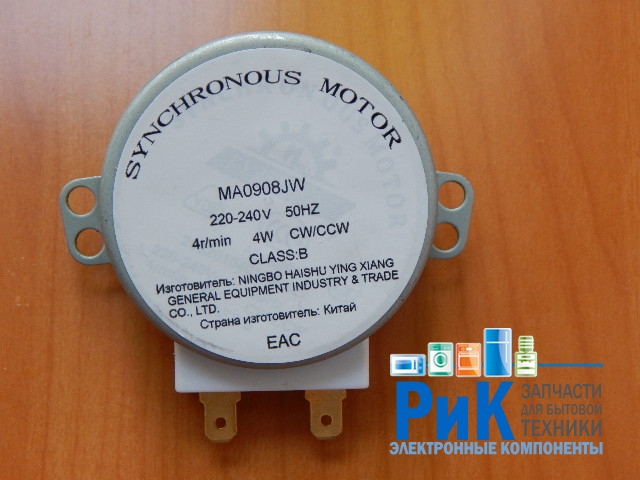 SYNCHRONOUS MOTOR
MA0908JW
220-240V 50HZ
4r/min 4W CW/CCW
CLASS:B
Изготовитель: NINGBO HAISHU YING XIANG
GENERAL EQUIPMENT INDUSTRY & TRADE
CO., LTD.
Страна изготовитель: Китай
EAC
РиК
ЗАПЧАСТИ
для БЫТОВОЙ
ТЕХНИКИ
ЭЛЕКТРОННЫЕ КОМПОНЕНТЫ